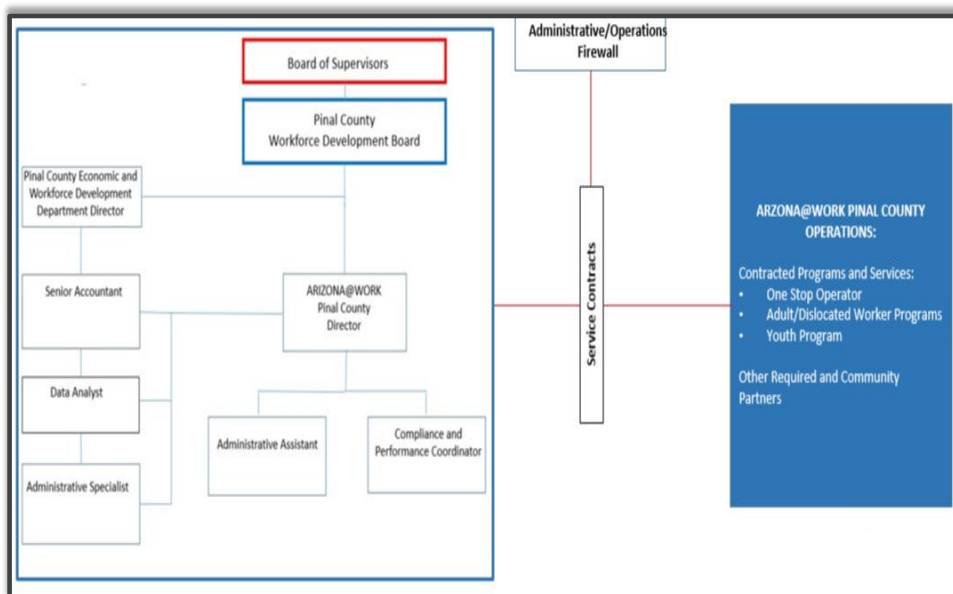 Board of Supervisors
Pinal County
Workforce Development Board
Pinal County Economic and
Workforce Development
Department Director
Senior Accountant
ARIZONA@WORK
Pinal County
Director
Data Analyst
Administrative Assistant
Compliance and
Performance Coordinator
Administrative Specialist
Administrative/Operations
Firewall
Service Contracts
ARZONA@WORK PINAL COUNTY
OPERATIONS:
Contracted Programs and Services:
• One Stop Operator
• Adult/Dislocated Worker Programs
• Youth Program
Other Required and Community
Partners